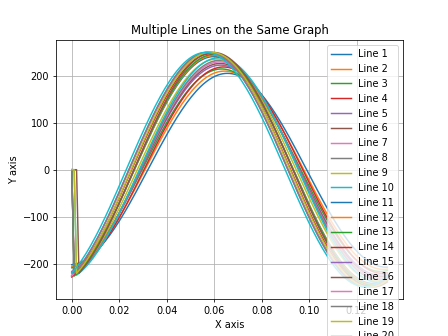 Multiple Lines on the Same Graph
Y axis
200
100
0
−100
−200
0.00
0.02
0.04
0.06
0.08
0.10
X axis
Line 1
Line 2
Line 3
Line 4
Line 5
Line 6
Line 7
Line 8
Line 9
Line 10
Line 11
Line 12
Line 13
Line 14
Line 15
Line 16
Line 17
Line 18
Line 19
Line 20